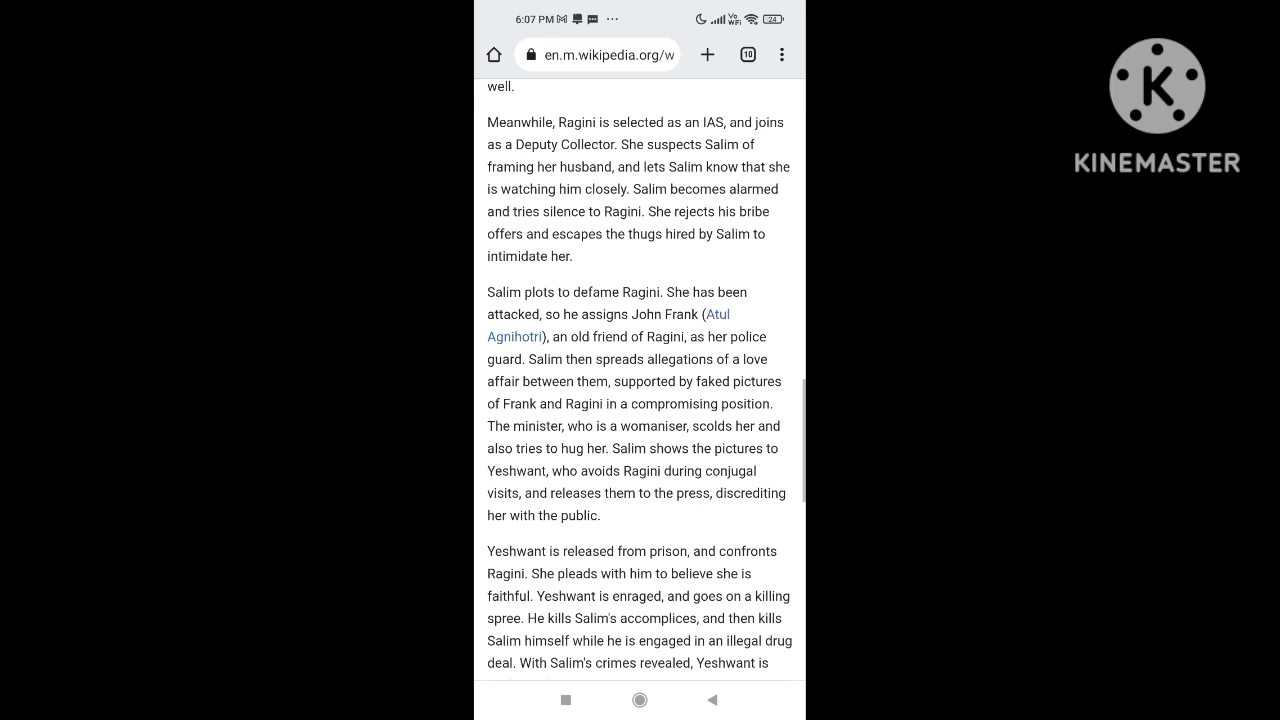 6:07 PM
Vo
WiFi
24
en.m.wikipedia.org/w
10
well.
Meanwhile, Ragini is selected as an IAS, and joins
as a Deputy Collector. She suspects Salim of
framing her husband, and lets Salim know that she
is watching him closely. Salim becomes alarmed
and tries silence to Ragini. She rejects his bribe
offers and escapes the thugs hired by Salim to
intimidate her.
Salim plots to defame Ragini. She has been
attacked, so he assigns John Frank (Atul
Agnihotri), an old friend of Ragini, as her police
guard. Salim then spreads allegations of a love
affair between them, supported by faked pictures
of Frank and Ragini in a compromising position.
The minister, who is a womaniser, scolds her and
also tries to hug her. Salim shows the pictures to
Yeshwant, who avoids Ragini during conjugal
visits, and releases them to the press, discrediting
her with the public.
Yeshwant is released from prison, and confronts
Ragini. She pleads with him to believe she is
faithful. Yeshwant is enraged, and goes on a killing
spree. He kills Salim's accomplices, and then kills
Salim himself while he is engaged in an illegal drug
deal. With Salim's crimes revealed, Yeshwant is
K
KINEMASTER